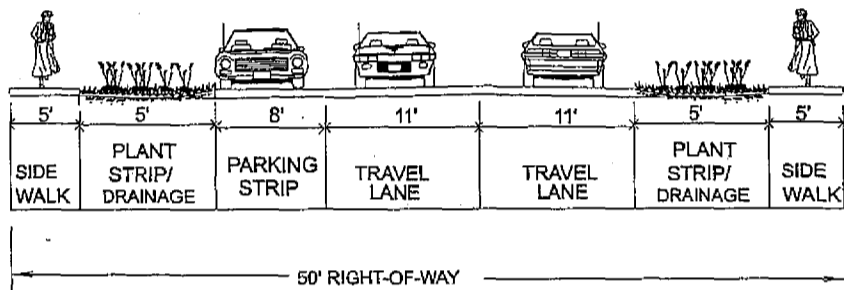 5' 5' 8' 11' 11' 5' 5'
SIDE WALK
PLANT STRIP/ DRAINAGE
PARKING STRIP
TRAVEL LANE
TRAVEL LANE
PLANT STRIP/ DRAINAGE
SIDE WALK
50' RIGHT-OF-WAY